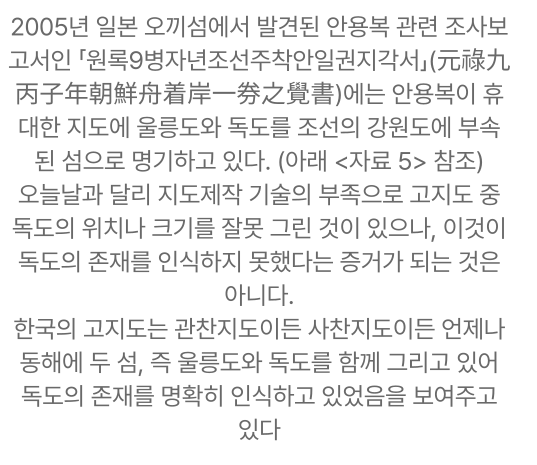 2005년 일본 오끼섬에서 발견된 안용복 관련 조사보
고서인 「원록9병자년조선주착안일권지각서」(元祿九
丙子年朝鮮舟着岸一券之覺書)에는 안용복이 휴
대한 지도에 울릉도와 독도를 조선의 강원도에 부속
된 섬으로 명기하고 있다. (아래 <자료 5> 참조)
오늘날과 달리 지도제작 기술의 부족으로 고지도 중
독도의 위치나 크기를 잘못 그린 것이 있으나, 이것이
독도의 존재를 인식하지 못했다는 증거가 되는 것은
아니다.
한국의 고지도는 관찬지도이든 사찬지도이든 언제나
동해에 두 섬, 즉 울릉도와 독도를 함께 그리고 있어
독도의 존재를 명확히 인식하고 있었음을 보여주고
있다